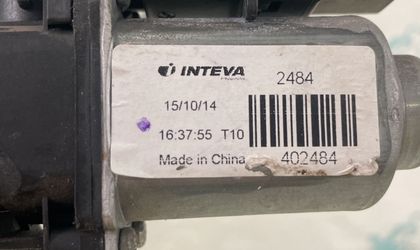 INTEVA 2484
15/10/14
16:37:55 T10
Made in China 402484